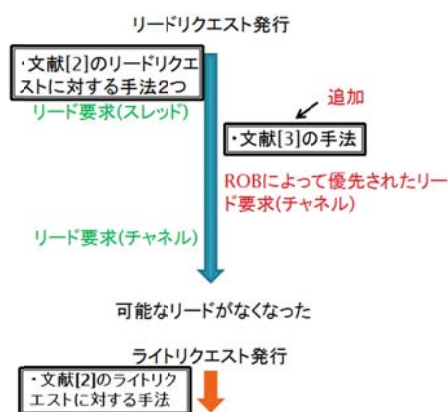 リードリクエスト発行
・文献[2]のリードリクエ
ストに対する手法2つ
リード要求(スレッド)
追加
・文献[3]の手法
ROBによって優先されたリー
ド要求(チャネル)
リード要求(チャネル)
可能なリードがなくなった
ライトリクエスト発行
・文献[2]のライトリク
エストに対する手法